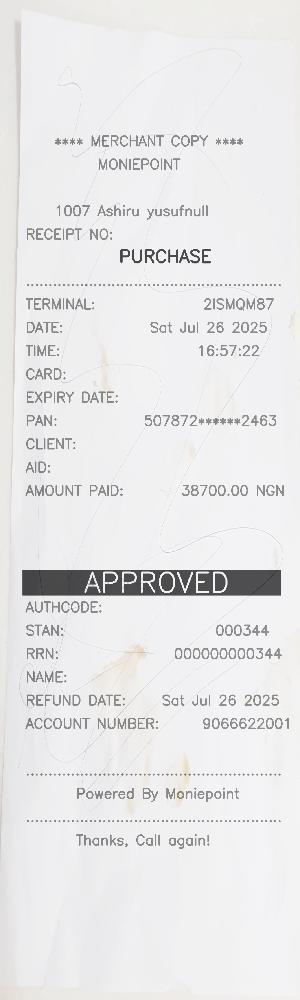 **** MERCHANT COPY ****
MONIEPOINT
1007 Ashiru yusufnull
RECEIPT NO:
PURCHASE
TERMINAL: 2ISMQM87
DATE: Sat Jul 26 2025
TIME: 16:57:22
CARD:
EXPIRY DATE:
PAN: 507872******2463
CLIENT:
AID:
AMOUNT PAID: 38700.00 NGN
APPROVED
AUTHCODE:
STAN: 000344
RRN: 000000000344
NAME:
REFUND DATE: Sat Jul 26 2025
ACCOUNT NUMBER: 9066622001
Powered By Moniepoint
Thanks, Call again!